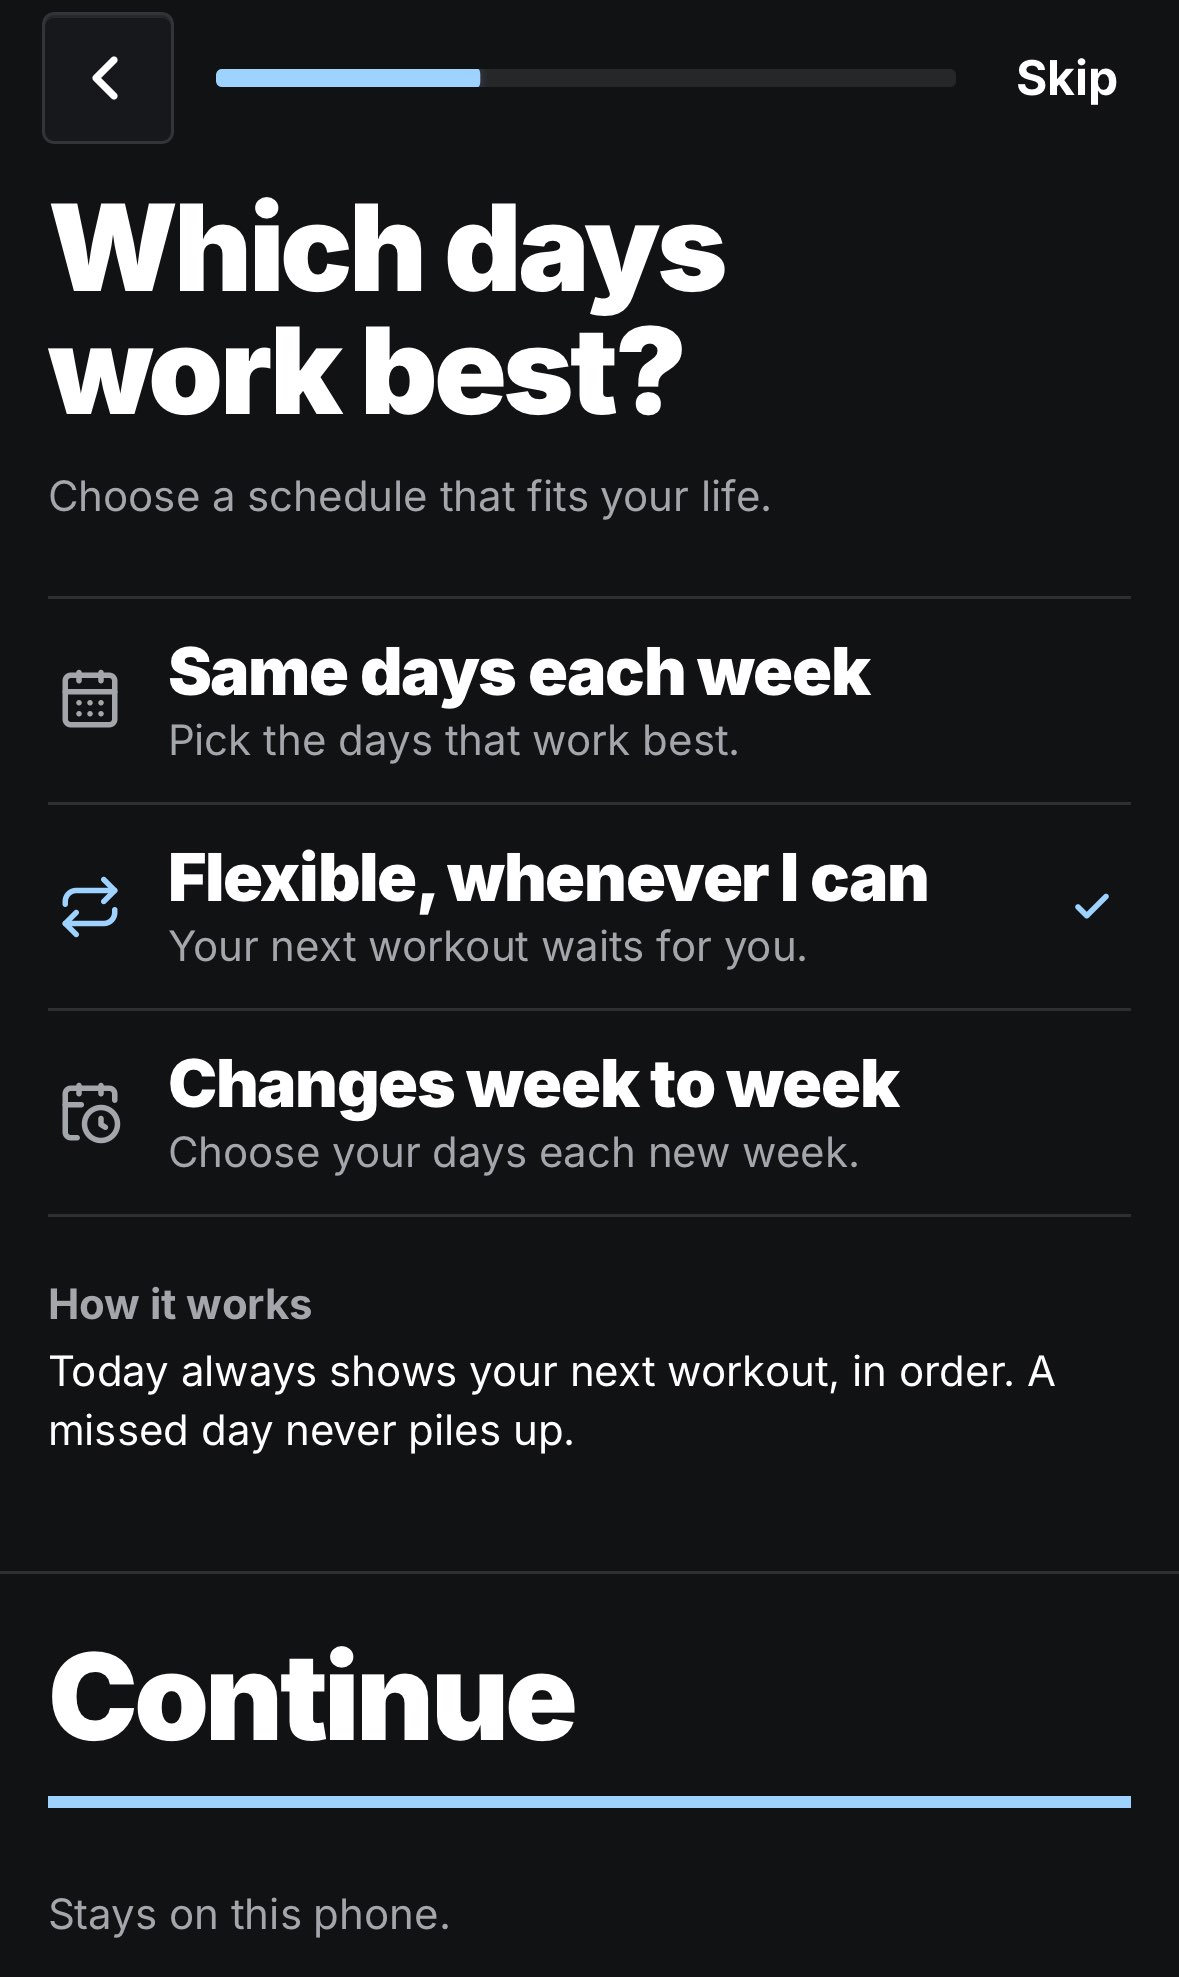 Skip
Which days
work best?
Choose a schedule that fits your life.
Same days each week
Pick the days that work best.
Flexible, whenever I can
Your next workout waits for you.
Changes week to week
Choose your days each new week.
How it works
Today always shows your next workout, in order. A
missed day never piles up.
Continue
Stays on this phone.